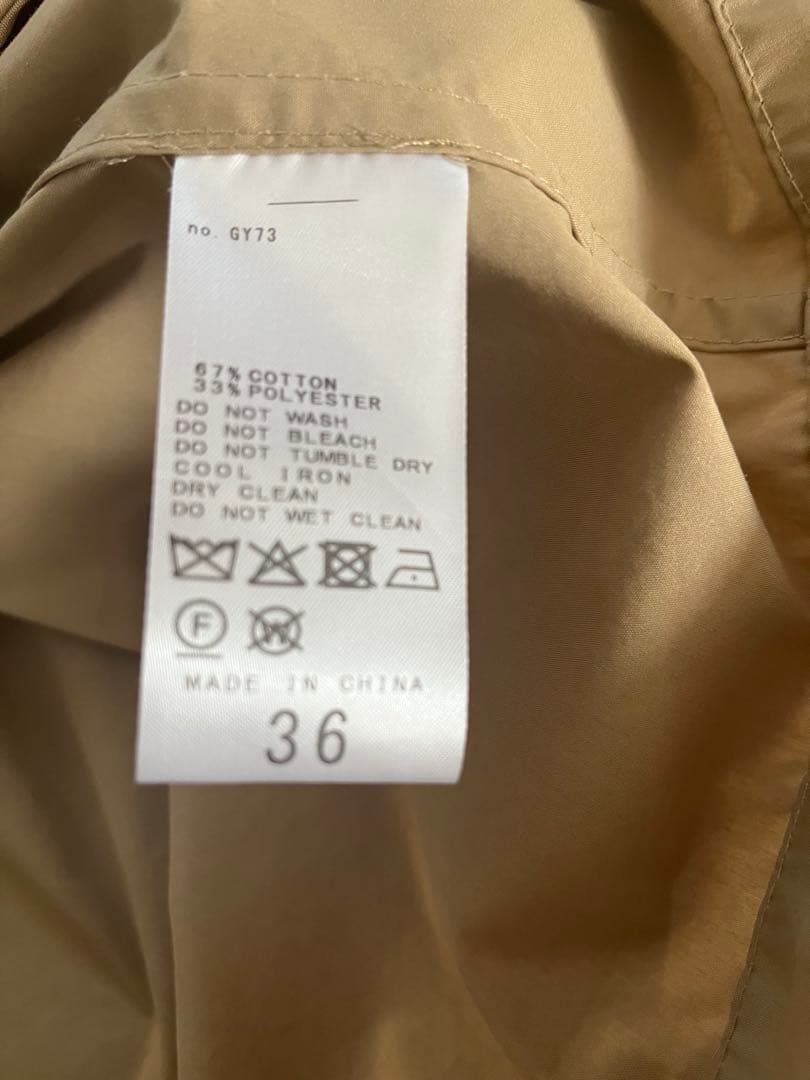 no. GY73
67% COTTON
33% POLYESTER
DO NOT WASH
DO NOT BLEACH
DO NOT TUMBLE DRY
COOL IRON
DRY CLEAN
DO NOT WET CLEAN
F W
MADE IN CHINA
36